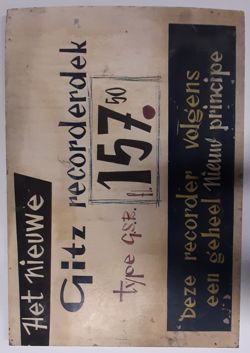 Het nieuwe
Gitz recorderdek
type G.S.B. f. 157.50
Deze recorder volgens
een geheel nieuw principe